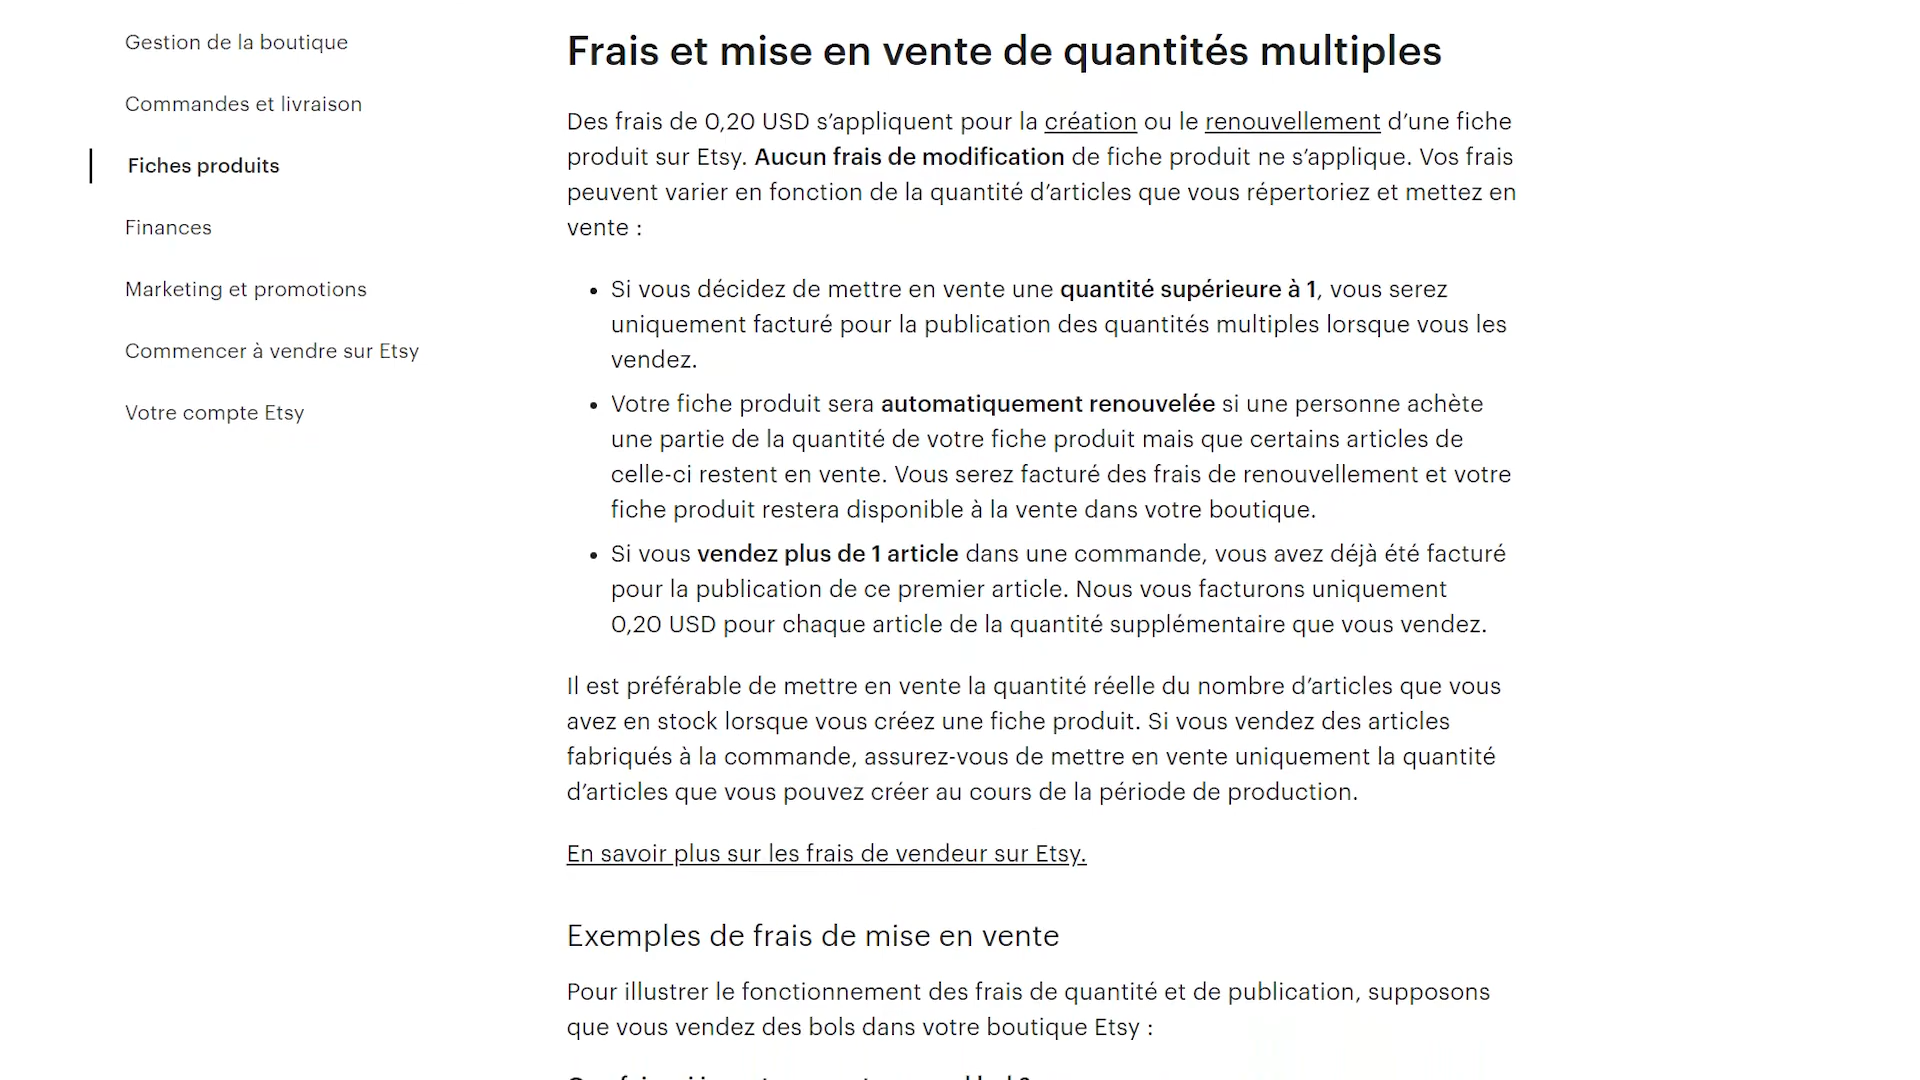 Gestion de la boutique
Commandes et livraison
Fiches produits
Finances
Marketing et promotions
Commencer à vendre sur Etsy
Votre compte Etsy
Frais et mise en vente de quantités multiples
Des frais de 0,20 USD s’appliquent pour la création ou le renouvellement d’une fiche
produit sur Etsy. Aucun frais de modification de fiche produit ne s’applique. Vos frais
peuvent varier en fonction de la quantité d’articles que vous répertoriez et mettez en
vente :
• Si vous décidez de mettre en vente une quantité supérieure à 1, vous serez
uniquement facturé pour la publication des quantités multiples lorsque vous les
vendez.
• Votre fiche produit sera automatiquement renouvelée si une personne achète
une partie de la quantité de votre fiche produit mais que certains articles de
celle-ci restent en vente. Vous serez facturé des frais de renouvellement et votre
fiche produit restera disponible à la vente dans votre boutique.
• Si vous vendez plus de 1 article dans une commande, vous avez déjà été facturé
pour la publication de ce premier article. Nous vous facturons uniquement
0,20 USD pour chaque article de la quantité supplémentaire que vous vendez.
Il est préférable de mettre en vente la quantité réelle du nombre d’articles que vous
avez en stock lorsque vous créez une fiche produit. Si vous vendez des articles
fabriqués à la commande, assurez-vous de mettre en vente uniquement la quantité
d’articles que vous pouvez créer au cours de la période de production.
En savoir plus sur les frais de vendeur sur Etsy.
Exemples de frais de mise en vente
Pour illustrer le fonctionnement des frais de quantité et de publication, supposons
que vous vendez des bols dans votre boutique Etsy :